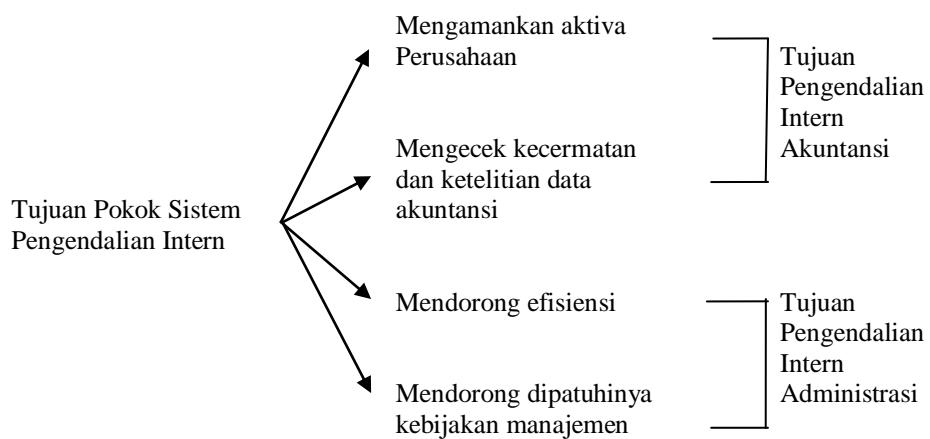 Mengamankan aktiva
Perusahaan
Tujuan
Pengendalian
Intern
Akuntansi
Mengecek kecermatan
dan ketelitian data
akuntansi
Tujuan Pokok Sistem
Pengendalian Intern
Mendorong efisiensi
Tujuan
Pengendalian
Intern
Administrasi
Mendorong dipatuhinya
kebijakan manajemen